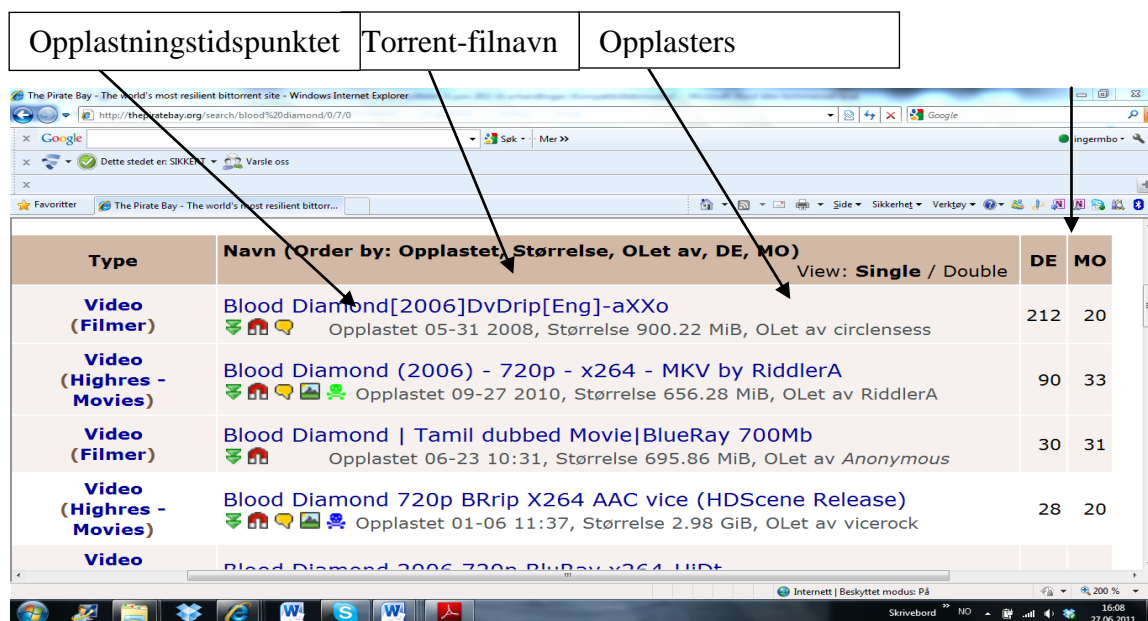 Opplastningstidspunktet Torrent-filnavn Opplasters
The Pirate Bay - The world's most resilient bittorrent site - Windows Internet Explorer
http://thepiratebay.org/search/blood%20diamond/0/7/0 Google
x Google Søk Mer >> ingermbo
x Dette stedet er: SIKKERT Varsle oss
x
Favoritter The Pirate Bay - The world's most resilient bittorr... Side Sikkerhet Verktøy
Type Navn (Order by: Opplastet, Størrelse, OLet av, DE, MO) DE MO
View: Single / Double
Video (Filmer)
Blood Diamond[2006]DvDrip[Eng]-aXXo
Opplastet 05-31 2008, Størrelse 900.22 MiB, OLet av circlensess
212 20
Video (Highres - Movies)
Blood Diamond (2006) - 720p - x264 - MKV by RiddlerA
Opplastet 09-27 2010, Størrelse 656.28 MiB, OLet av RiddlerA
90 33
Video (Filmer)
Blood Diamond | Tamil dubbed Movie|BlueRay 700Mb
Opplastet 06-23 10:31, Størrelse 695.86 MiB, OLet av Anonymous
30 31
Video (Highres - Movies)
Blood Diamond 720p BRrip X264 AAC vice (HDScene Release)
Opplastet 01-06 11:37, Størrelse 2.98 GiB, OLet av vicerock
28 20
Video
Blood Diamond 2006 720p BluRay x264 HiDt
Internett | Beskyttet modus: På 200 %
Skrivebord NO 16:08
27.06.2011